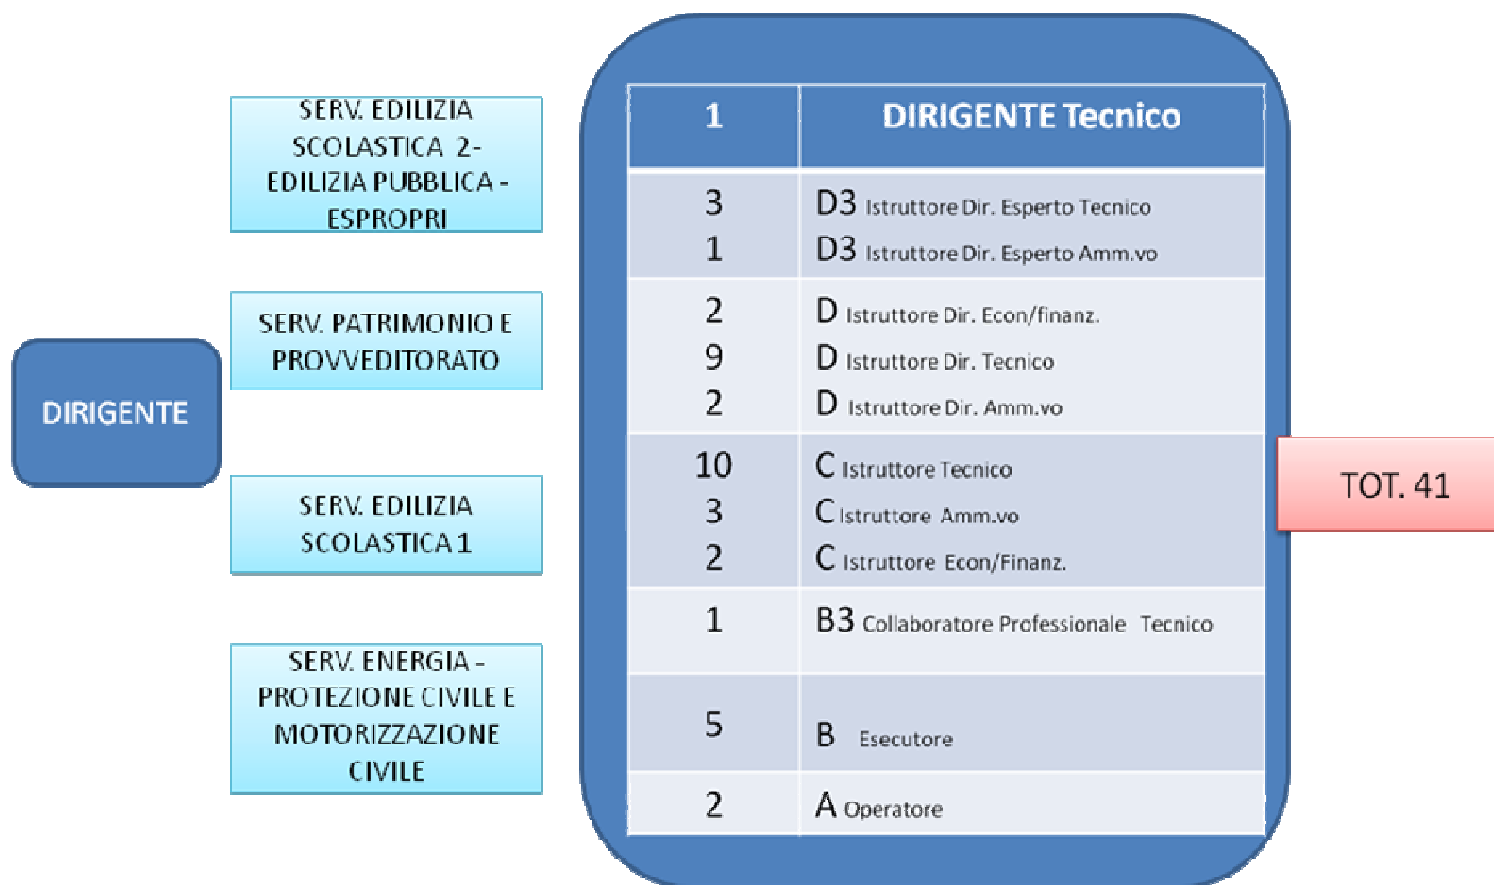 DIRIGENTE
SERV. EDILIZIA
SCOLASTICA 2-
EDILIZIA PUBBLICA -
ESPROPRI
SERV. PATRIMONIO E
PROVVEDITORATO
SERV. EDILIZIA
SCOLASTICA 1
SERV. ENERGIA -
PROTEZIONE CIVILE E
MOTORIZZAZIONE
CIVILE
1 DIRIGENTE Tecnico
3 D3 Istruttore Dir. Esperto Tecnico
1 D3 Istruttore Dir. Esperto Amm.vo
2 D Istruttore Dir. Econ/finanz.
9 D Istruttore Dir. Tecnico
2 D Istruttore Dir. Amm.vo
10 C Istruttore Tecnico
3 C Istruttore Amm.vo
2 C Istruttore Econ/Finanz.
1 B3 Collaboratore Professionale Tecnico
5 B Esecutore
2 A Operatore
TOT. 41